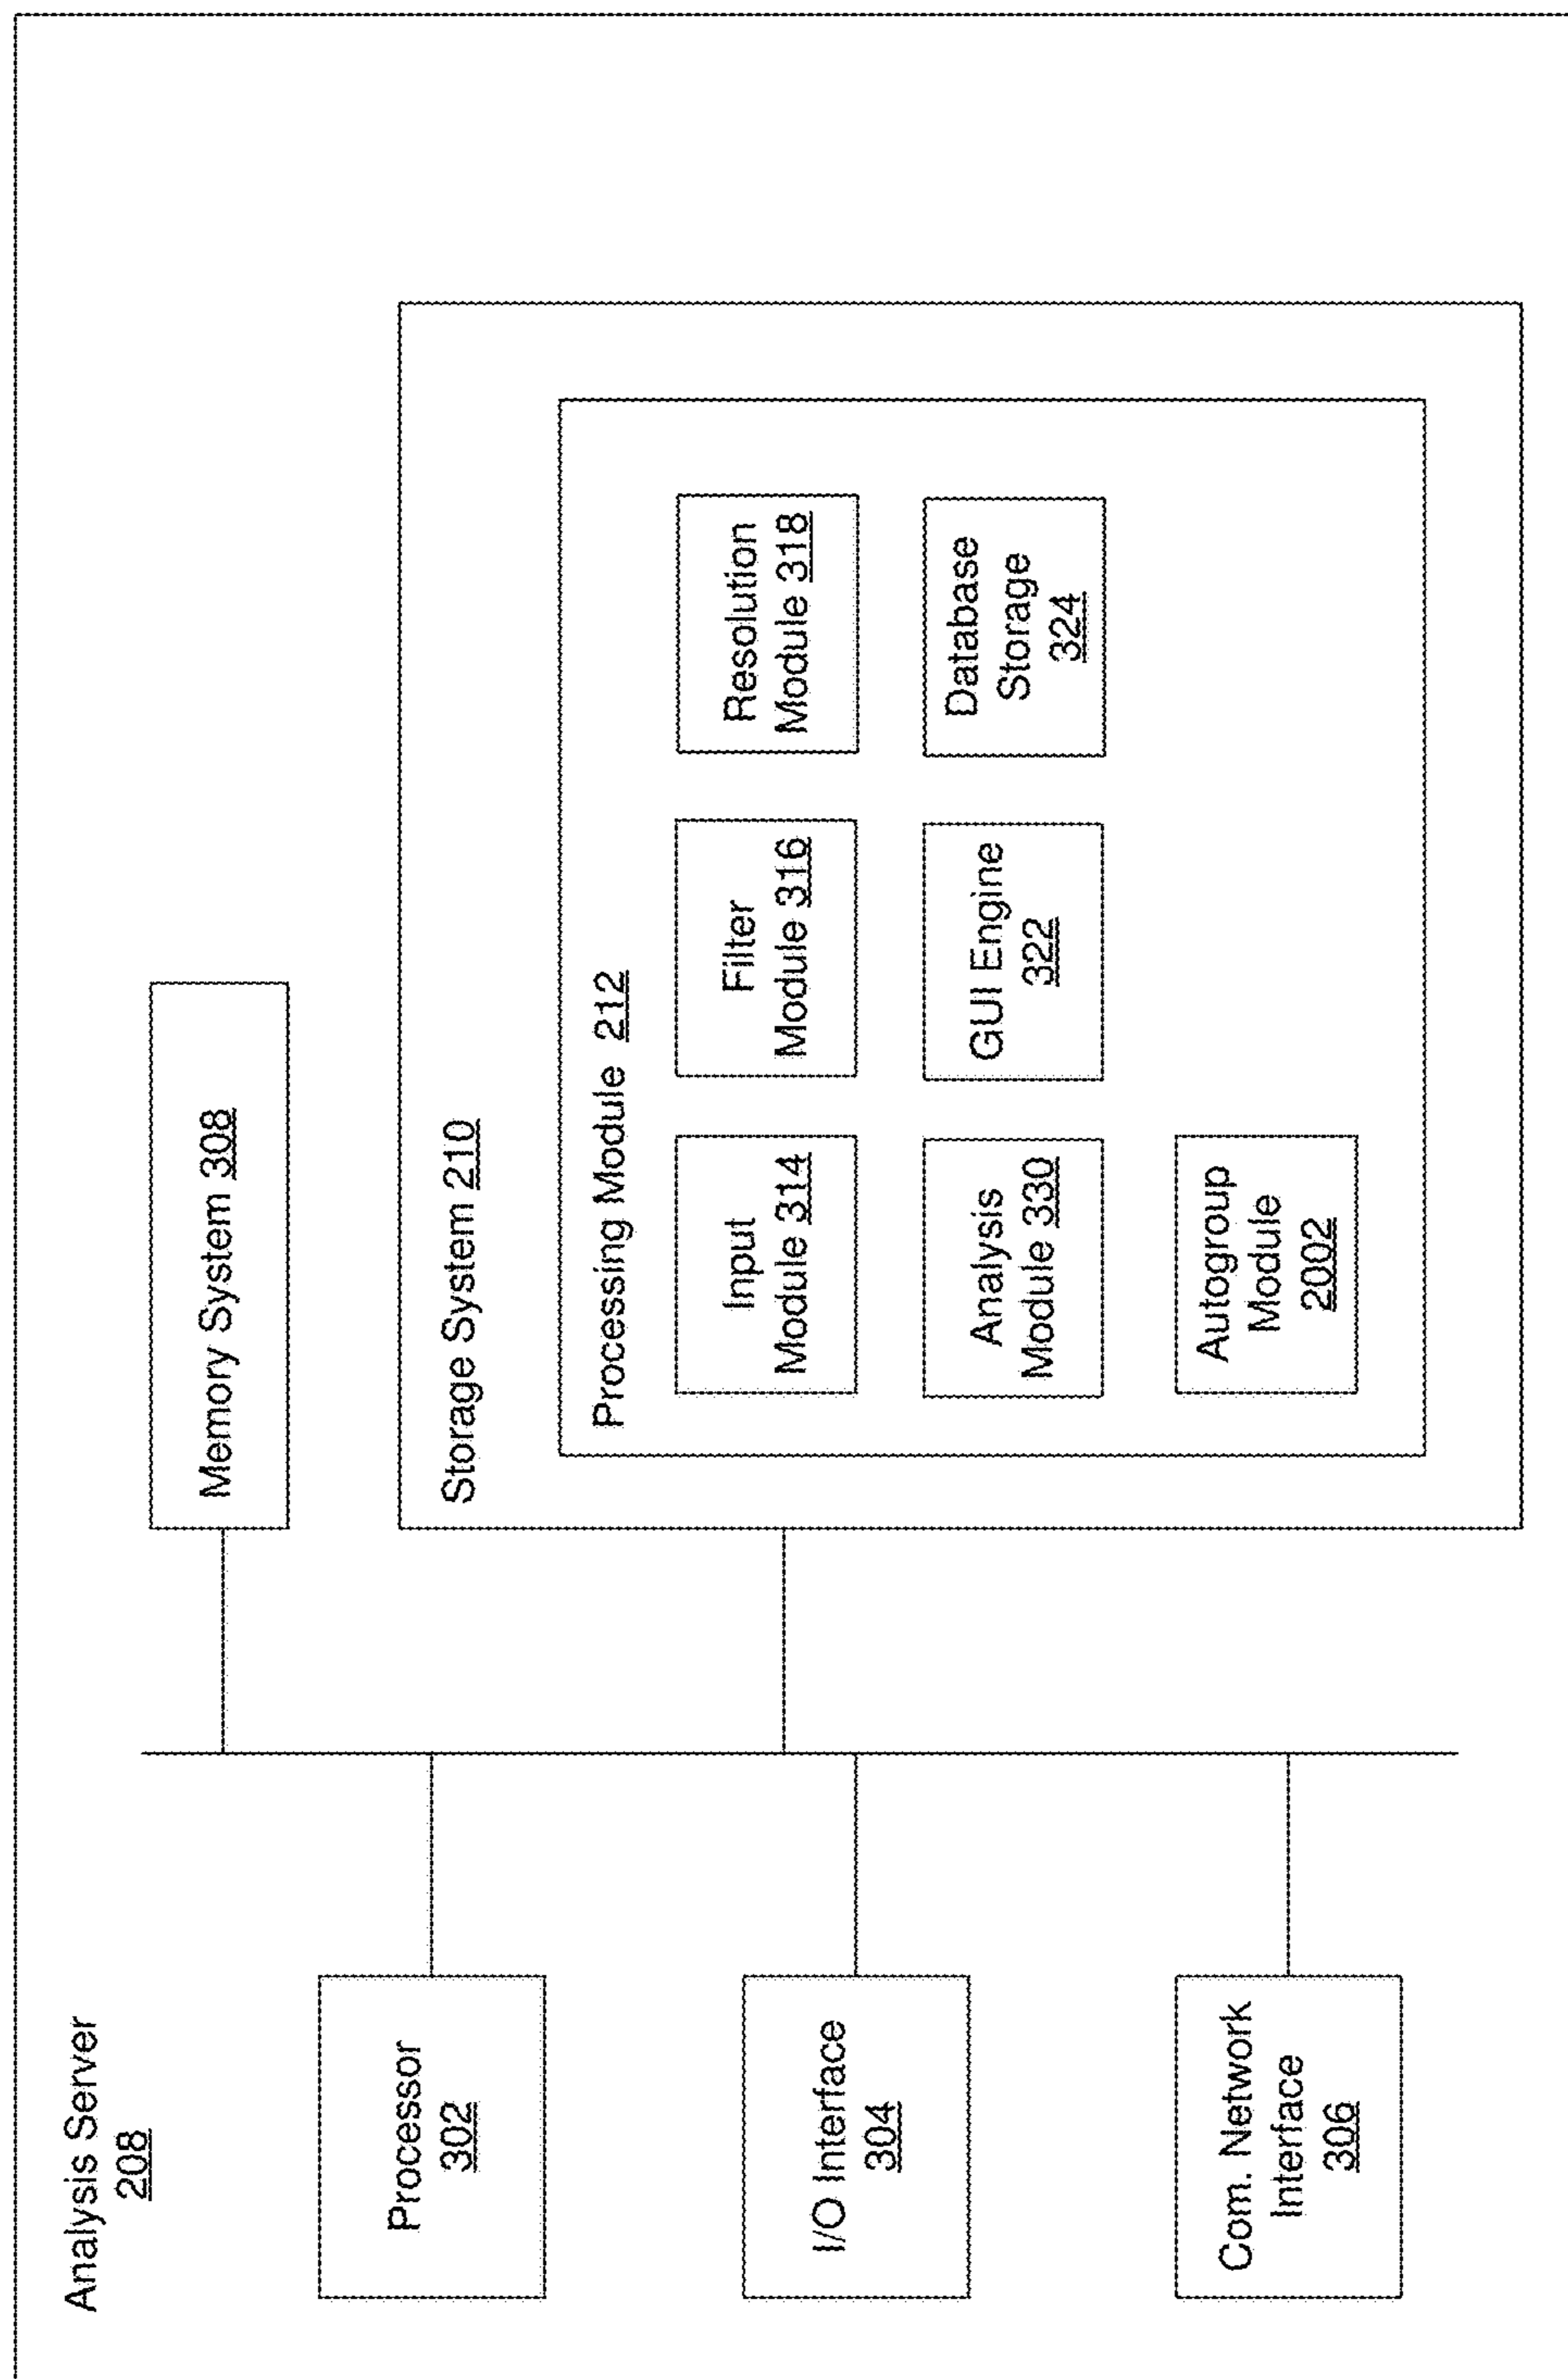 Analysis Server
208
Processor
302
I/O Interface
304
Com. Network
Interface
306
Memory System 308
Storage System 210
Processing Module 212
Input
Module 314
Filter
Module 316
Resolution
Module 318
Analysis
Module 330
GUI Engine
322
Database
Storage
324
Autogroup
Module
2002